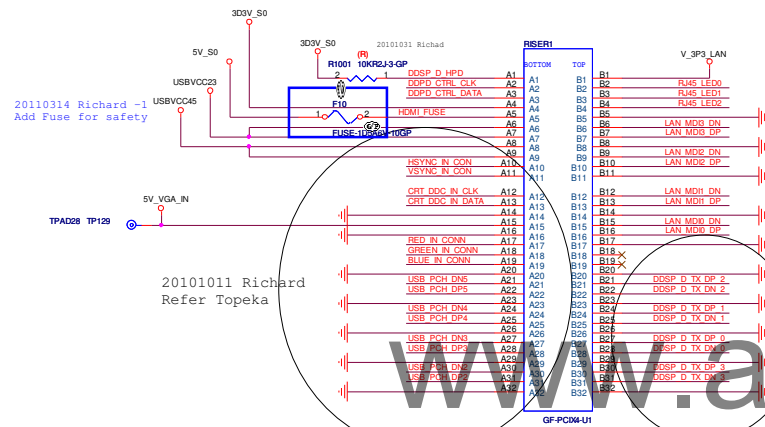 3D3V_S0
5V_S0
USBVCC23
USBVCC45
20110314 Richard -1
Add Fuse for safety
3D3V_S0
(R)
20101031 Richad
R1001 10KR2J-3-GP
2 1
F10
1 2
FUSE-1D5A6V-10GP
HDMI_FUSE
5V_VGA_IN
TPAD28 TP129
20101011 Richard
Refer Topeka
RISER1
BOTTOM TOP
V_3P3_LAN
DDSP_D_HPD A1 A1 B1 B1
DDPD_CTRL_CLK A2 A2 B2 B2 RJ45_LED0
DDPD_CTRL_DATA A3 A3 B3 B3 RJ45_LED1
A4 A4 B4 B4 RJ45_LED2
A5 A5 B5 B5
A6 A6 B6 B6 LAN_MDI3_DN
A7 A7 B7 B7 LAN_MDI3_DP
A8 A8 B8 B8
A9 A9 B9 B9 LAN_MDI2_DN
HSYNC_IN_CON A10 A10 B10 B10 LAN_MDI2_DP
VSYNC_IN_CON A11 A11 B11 B11
CRT_DDC_IN_CLK A12 A12 B12 B12 LAN_MDI1_DN
CRT_DDC_IN_DATA A13 A13 B13 B13 LAN_MDI1_DP
A14 A14 B14 B14
A15 A15 B15 B15 LAN_MDI0_DN
A16 A16 B16 B16 LAN_MDI0_DP
RED_IN_CONN A17 A17 B17 B17
GREEN_IN_CONN A18 A18 B18 B18
BLUE_IN_CONN A19 A19 B19 B19
A20 A20 B20 B20
USB_PCH_DN5 A21 A21 B21 B21 DDSP_D_TX_DP_2
USB_PCH_DP5 A22 A22 B22 B22 DDSP_D_TX_DN_2
A23 A23 B23 B23
USB_PCH_DN4 A24 A24 B24 B24 DDSP_D_TX_DP_1
USB_PCH_DP4 A25 A25 B25 B25 DDSP_D_TX_DN_1
A26 A26 B26 B26
USB_PCH_DN3 A27 A27 B27 B27 DDSP_D_TX_DP_0
USB_PCH_DP3 A28 A28 B28 B28 DDSP_D_TX_DN_0
A29 A29 B29 B29
USB_PCH_DN2 A30 A30 B30 B30 DDSP_D_TX_DP_3
USB_PCH_DP2 A31 A31 B31 B31 DDSP_D_TX_DN_3
A32 A32 B32 B32
GF-PCIX4-U1
www.a